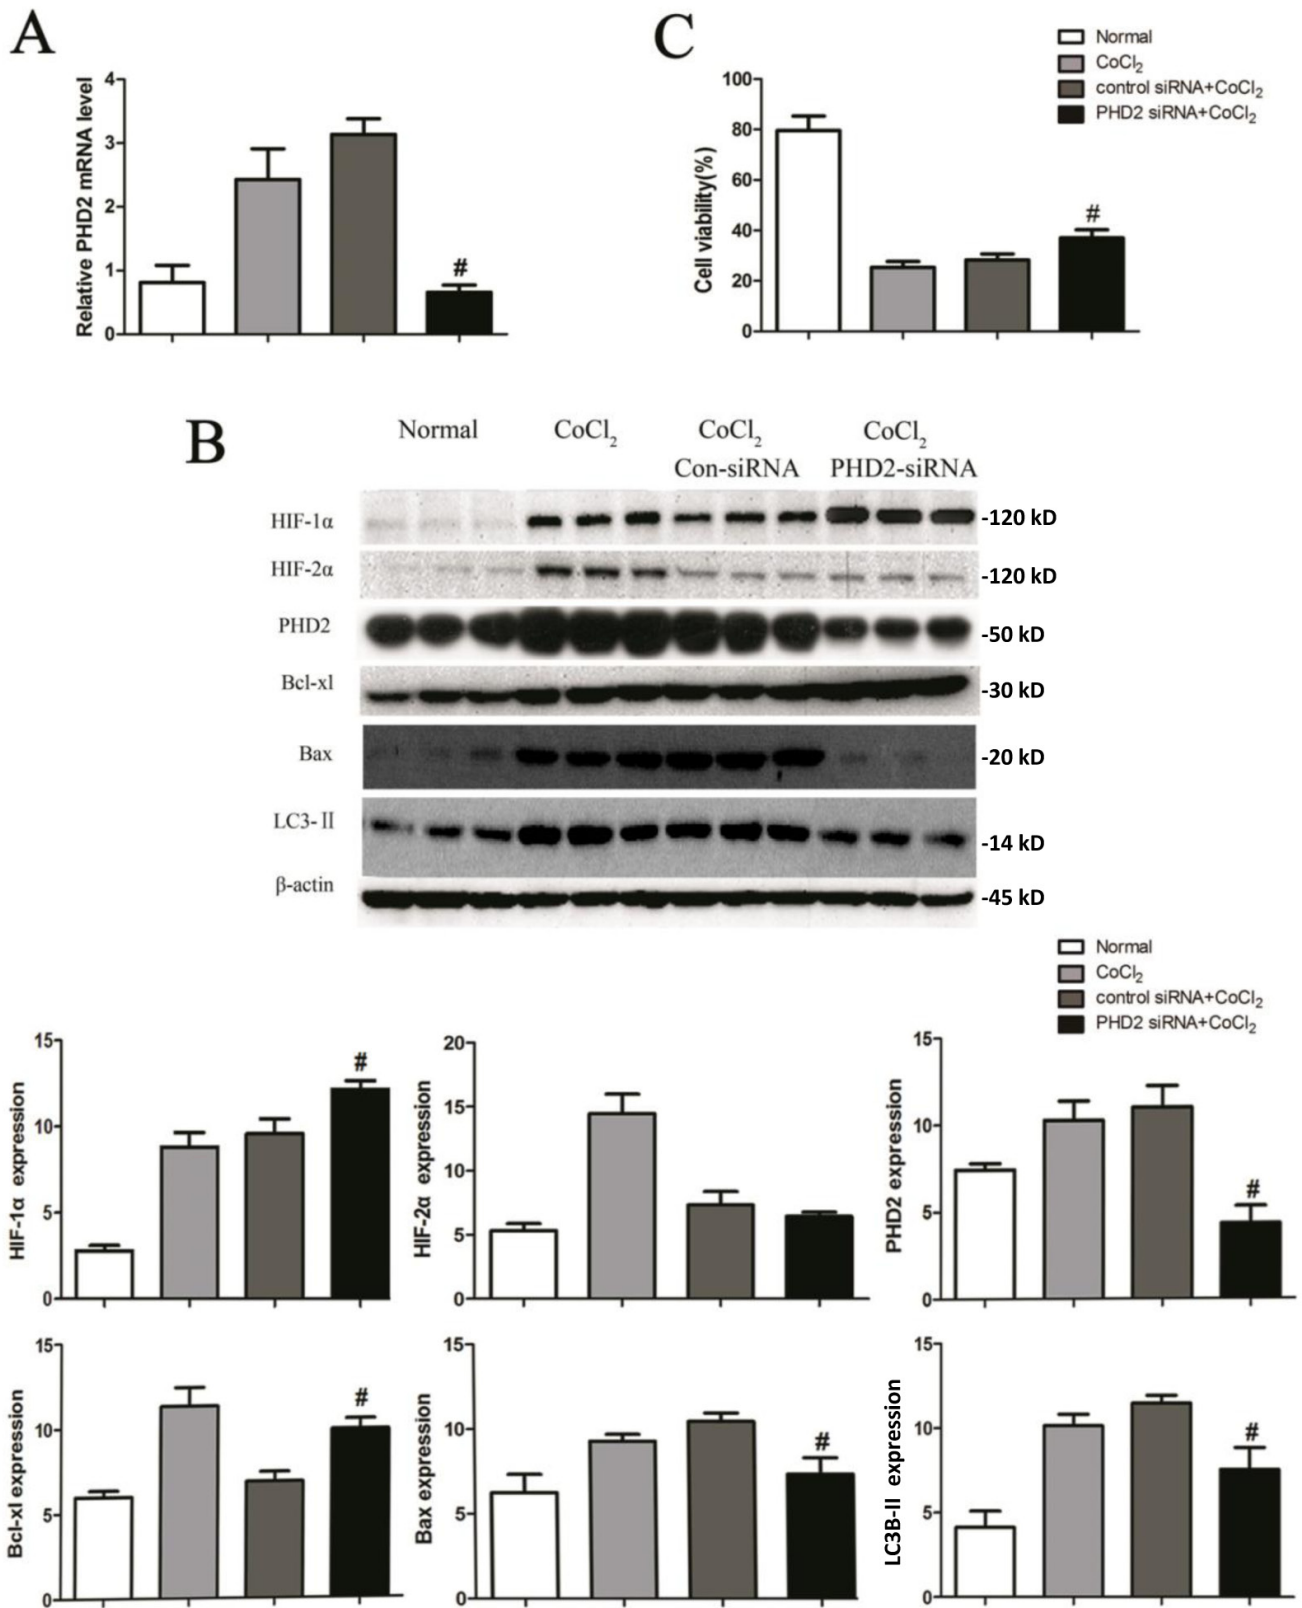 A
Relative PHD2 mRNA level
4
3
2
1
0
#
C
Normal
CoCl2
control siRNA+CoCl2
PHD2 siRNA+CoCl2
Cell viability(%)
100
80
60
40
20
0
#
B
Normal
CoCl2
CoCl2
Con-siRNA
CoCl2
PHD2-siRNA
HIF-1α
-120 kD
HIF-2α
-120 kD
PHD2
-50 kD
Bcl-xl
-30 kD
Bax
-20 kD
LC3-Ⅱ
-14 kD
β-actin
-45 kD
Normal
CoCl2
control siRNA+CoCl2
PHD2 siRNA+CoCl2
HIF-1α expression
15
10
5
0
#
HIF-2α expression
20
15
10
5
0
PHD2 expression
15
10
5
0
#
Bcl-xl expression
15
10
5
0
#
Bax expression
15
10
5
0
#
LC3B-II expression
15
10
5
0
#